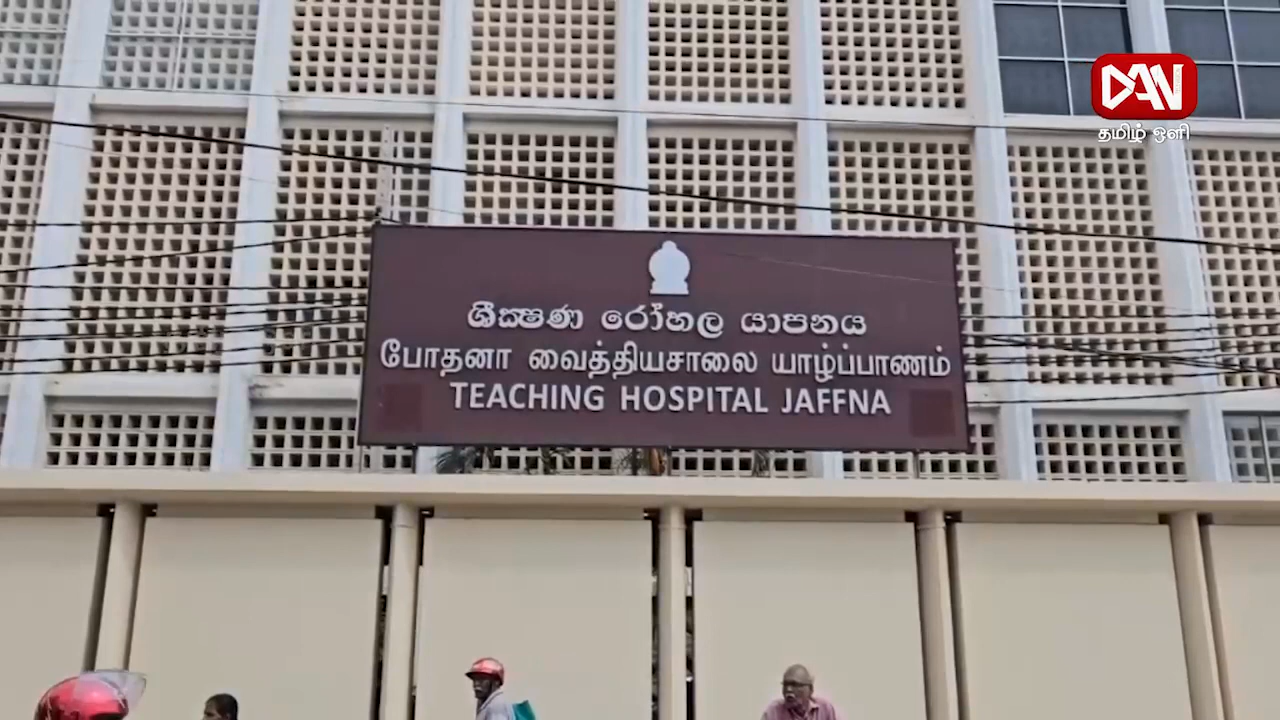 DAN
தமிழ் ஒளி
ශික්ෂණ රෝහල යාපනය
போதனா வைத்தியசாலை யாழ்ப்பாணம்
TEACHING HOSPITAL JAFFNA